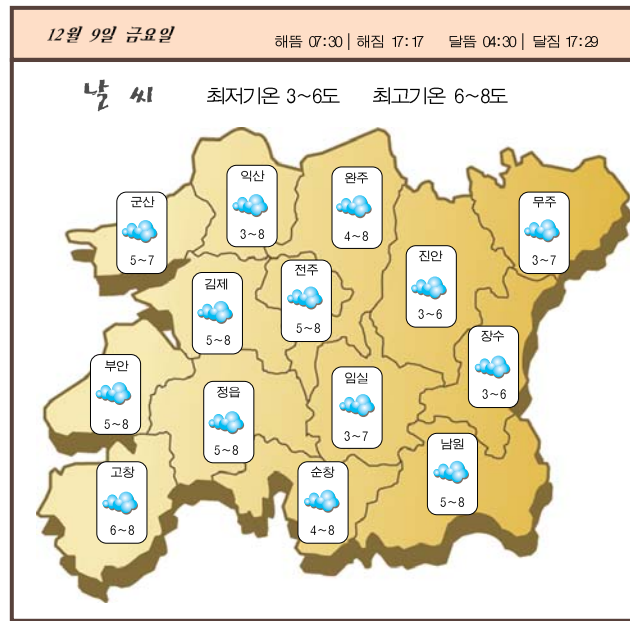 12월 9일 금요일
해뜸 07:30 | 해짐 17:17 달뜸 04:30 | 달짐 17:29
날 씨 최저기온 3~6도 최고기온 6~8도
익산
3~8
완주
4~8
군산
5~7
무주
3~7
진안
3~6
김제
5~8
전주
5~8
장수
3~6
부안
5~8
정읍
5~8
임실
3~7
남원
5~8
고창
6~8
순창
4~8